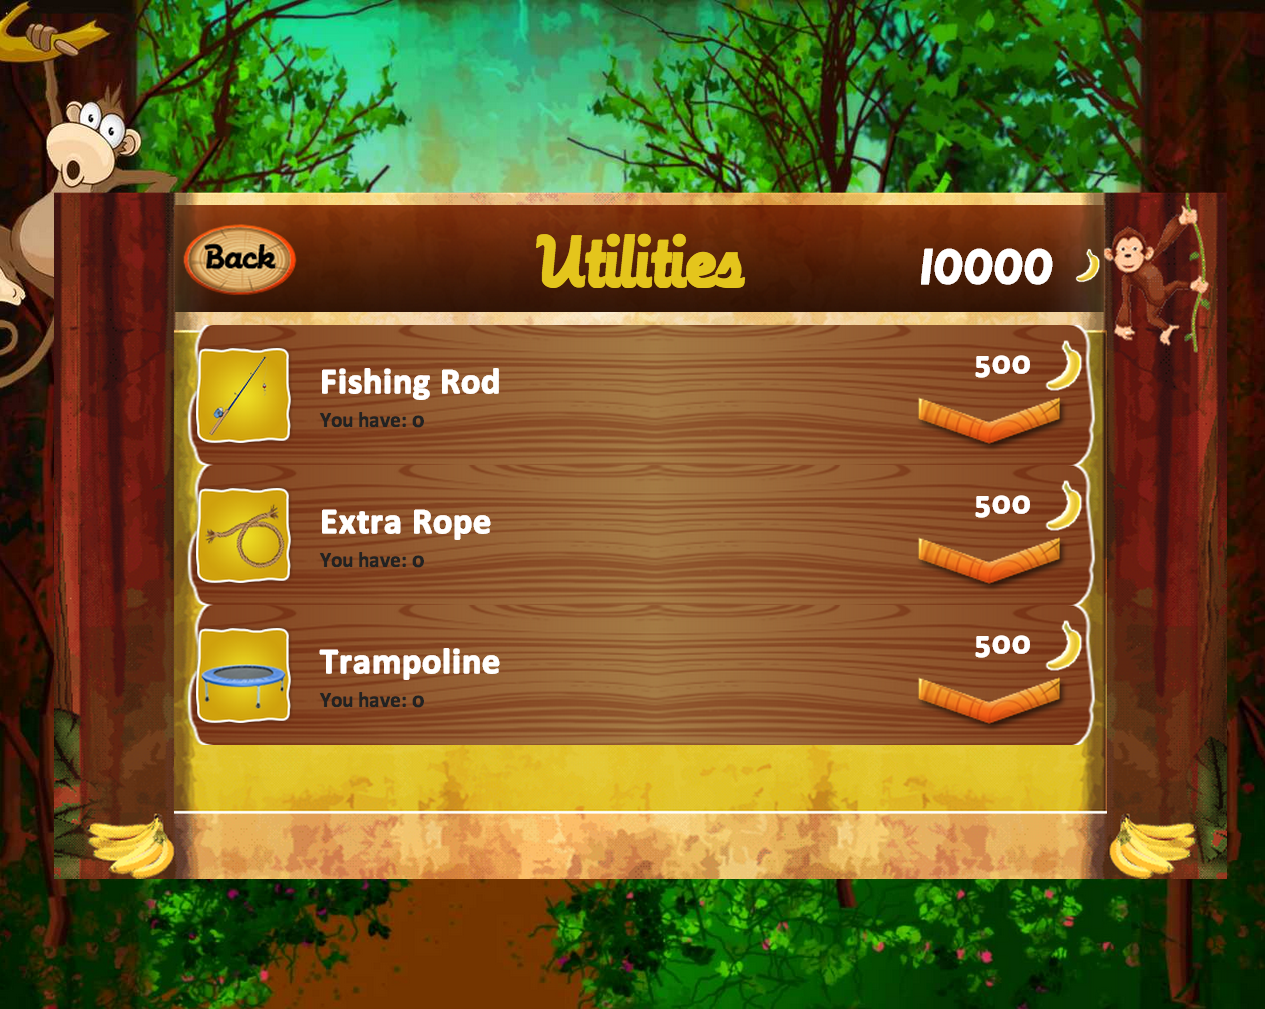 Back
Utilities
10000
Fishing Rod
500
You have: 0
Extra Rope
500
You have: 0
Trampoline
500
You have: 0